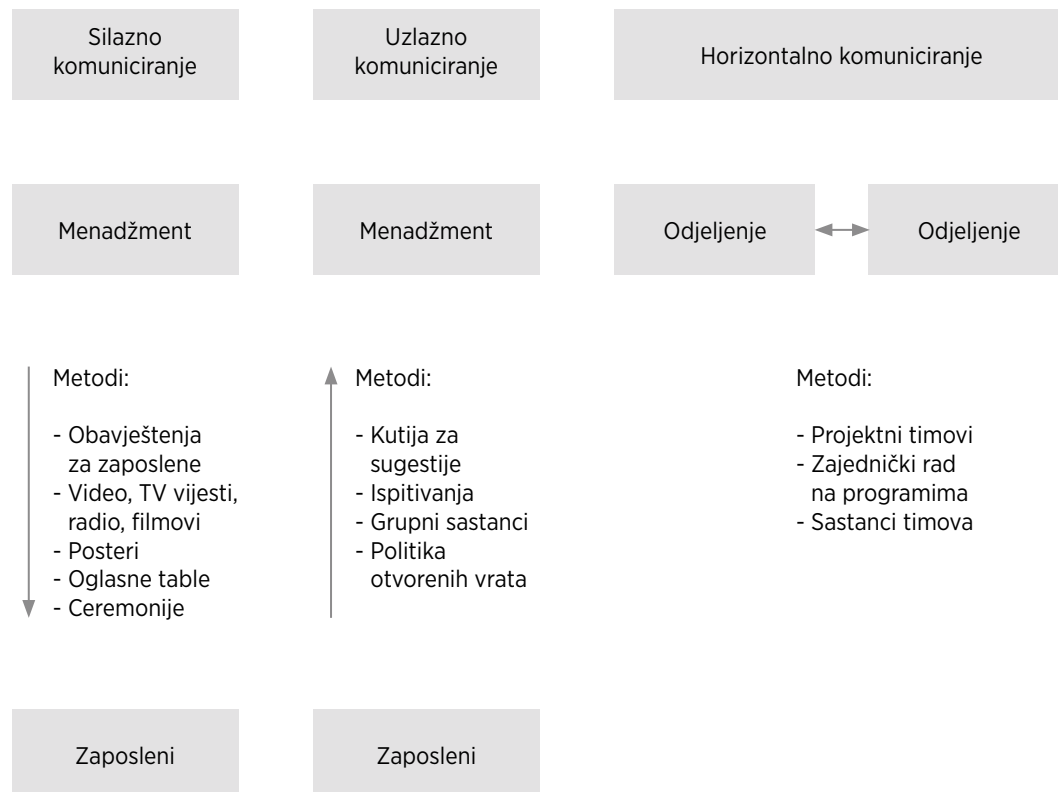 Silazno
komuniciranje
Uzlazno
komuniciranje
Horizontalno komuniciranje
Menadžment
Menadžment
Odjeljenje
Odjeljenje
Metodi:
- Obavještenja
za zaposlene
- Video, TV vijesti,
radio, filmovi
- Posteri
- Oglasne table
- Ceremonije
Metodi:
- Kutija za
sugestije
- Ispitivanja
- Grupni sastanci
- Politika
otvorenih vrata
Metodi:
- Projektni timovi
- Zajednički rad
na programima
- Sastanci timova
Zaposleni
Zaposleni